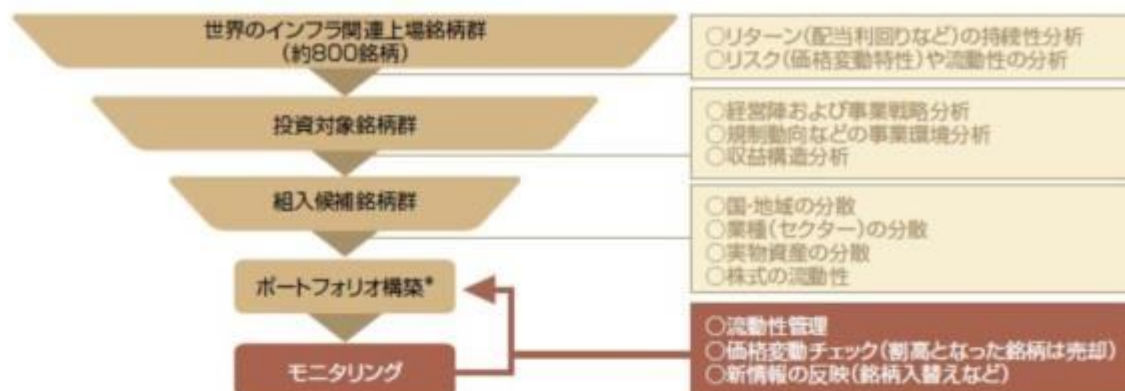 世界のインフラ関連上場銘柄群
(約800銘柄)
○リターン(配当利回りなど)の持続性分析
○リスク(価格変動特性)や流動性の分析
投資対象銘柄群
○経営陣および事業戦略分析
○規制動向などの事業環境分析
○収益構造分析
組入候補銘柄群
○国・地域の分散
○業種(セクター)の分散
○実物資産の分散
○株式の流動性
ポートフォリオ構築*
モニタリング
○流動性管理
○価格変動チェック(割高となった銘柄は売却)
○新情報の反映(銘柄入替えなど)